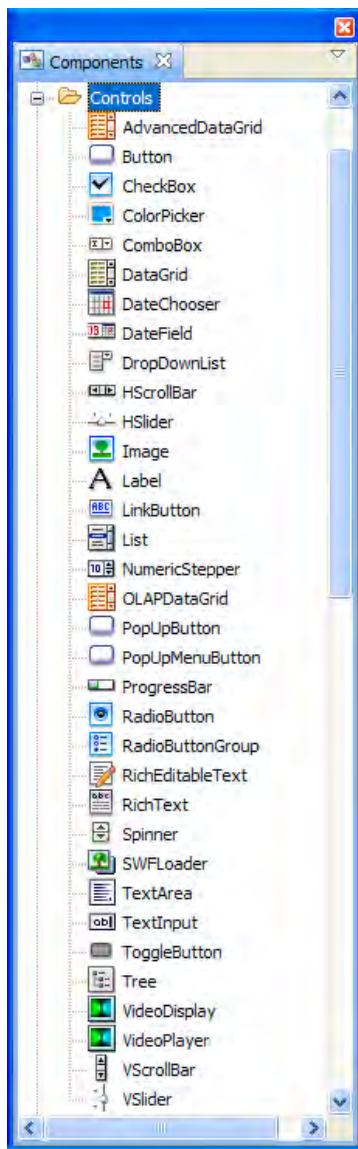 Components
Controls
AdvancedDataGrid
Button
CheckBox
ColorPicker
ComboBox
DataGrid
DateChooser
DateField
DropDownList
HScrollBar
HSlider
Image
Label
LinkButton
List
NumericStepper
OLAPDataGrid
PopUpButton
PopUpMenuButton
ProgressBar
RadioButton
RadioButtonGroup
RichEditableText
RichText
Spinner
SWFLoader
TextArea
TextInput
ToggleButton
Tree
VideoDisplay
VideoPlayer
VScrollBar
VSlider